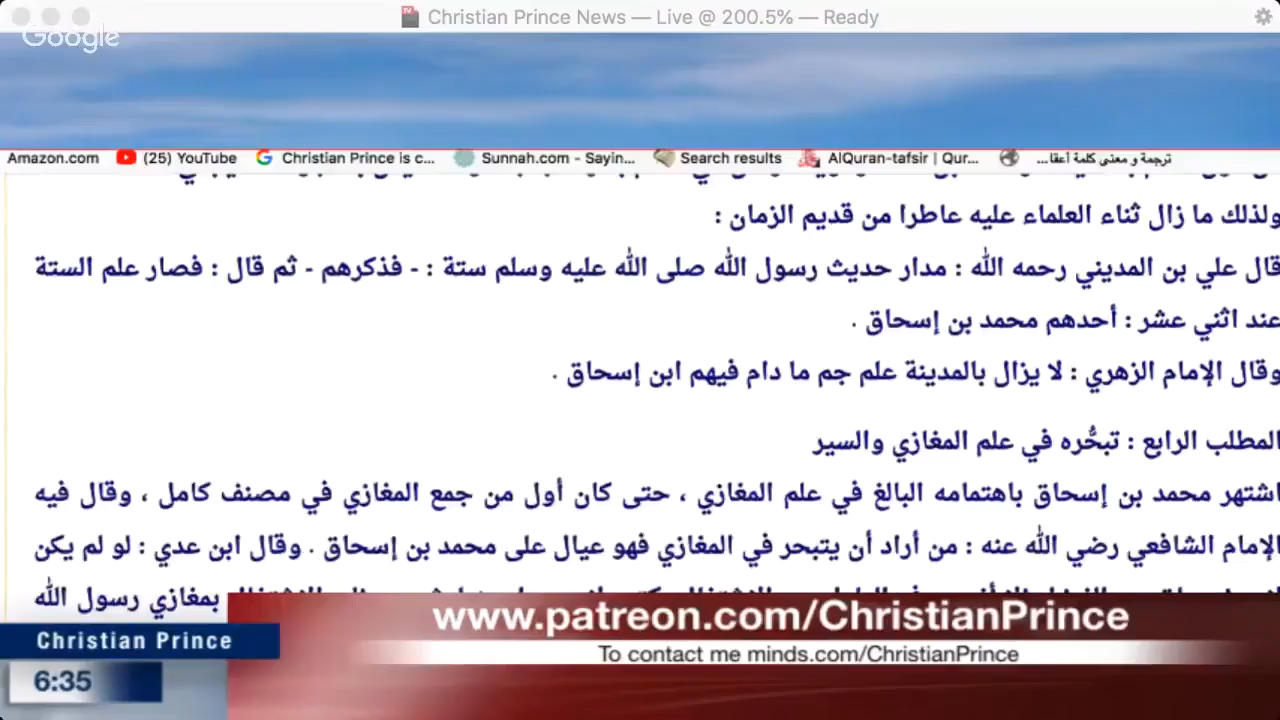 Christian Prince News — Live @ 200.5% — Ready
Google
Amazon.com (25) YouTube Christian Prince is c... Sunnah.com - Sayin... Search results AlQuran-tafsir | Qur... ترجمة و معنى كلمة أعقا...
ولذلك ما زال ثناء العلماء عليه عاطرا من قديم الزمان :
قال علي بن المديني رحمه الله : مدار حديث رسول الله صلى الله عليه وسلم ستة : - فذكرهم - ثم قال : فصار علم الستة
عند اثني عشر : أحدهم محمد بن إسحاق .
وقال الإمام الزهري : لا يزال بالمدينة علم جم ما دام فيهم ابن إسحاق .
المطلب الرابع : تبحُّره في علم المغازي والسير
اشتهر محمد بن إسحاق باهتمامه البالغ في علم المغازي ، حتى كان أول من جمع المغازي في مصنف كامل ، وقال فيه
الإمام الشافعي رضي الله عنه : من أراد أن يتبحر في المغازي فهو عيال على محمد بن إسحاق . وقال ابن عدي : لو لم يكن
بمغازي رسول الله
www.patreon.com/ChristianPrince
Christian Prince
To contact me minds.com/ChristianPrince
6:35